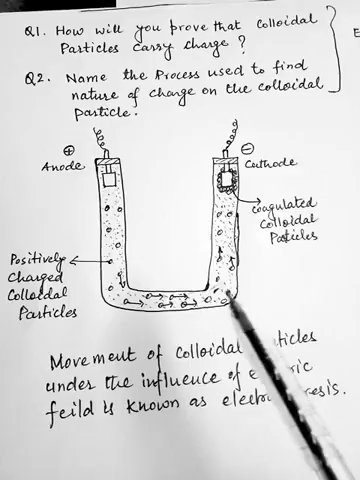 Q1. How will you prove that colloidal
Particles carry charge ?
E
Q2. Name the Process used to find
nature of charge on the colloidal
particle.
+
−
Anode
Cathode
coagulated
Colloidal
Particles
Positively
Charged
Colloidal
Particles
Movement of colloidal
under the influence of
feild is known as